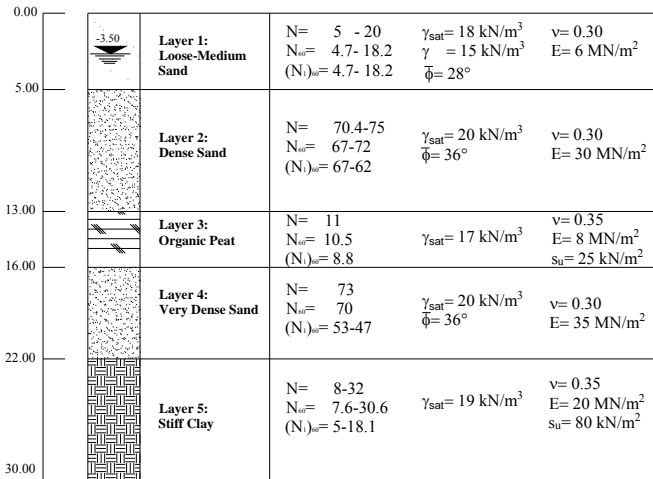 0.00
-3.50
Layer 1:
Loose-Medium
Sand
N= 5 - 20
N₆₀= 4.7- 18.2
(N₁)₆₀= 4.7- 18.2
γsat= 18 kN/m³
γ = 15 kN/m³
ϕ̅= 28°
ν= 0.30
E= 6 MN/m²
5.00
Layer 2:
Dense Sand
N= 70.4-75
N₆₀= 67-72
(N₁)₆₀= 67-62
γsat= 20 kN/m³
ϕ̅= 36°
ν= 0.30
E= 30 MN/m²
13.00
Layer 3:
Organic Peat
N= 11
N₆₀= 10.5
(N₁)₆₀= 8.8
γsat= 17 kN/m³
ν= 0.35
E= 8 MN/m²
su= 25 kN/m²
16.00
Layer 4:
Very Dense Sand
N= 73
N₆₀= 70
(N₁)₆₀= 53-47
γsat= 20 kN/m³
ϕ̅= 36°
ν= 0.30
E= 35 MN/m²
22.00
Layer 5:
Stiff Clay
N= 8-32
N₆₀= 7.6-30.6
(N₁)₆₀= 5-18.1
γsat= 19 kN/m³
ν= 0.35
E= 20 MN/m²
su= 80 kN/m²
30.00